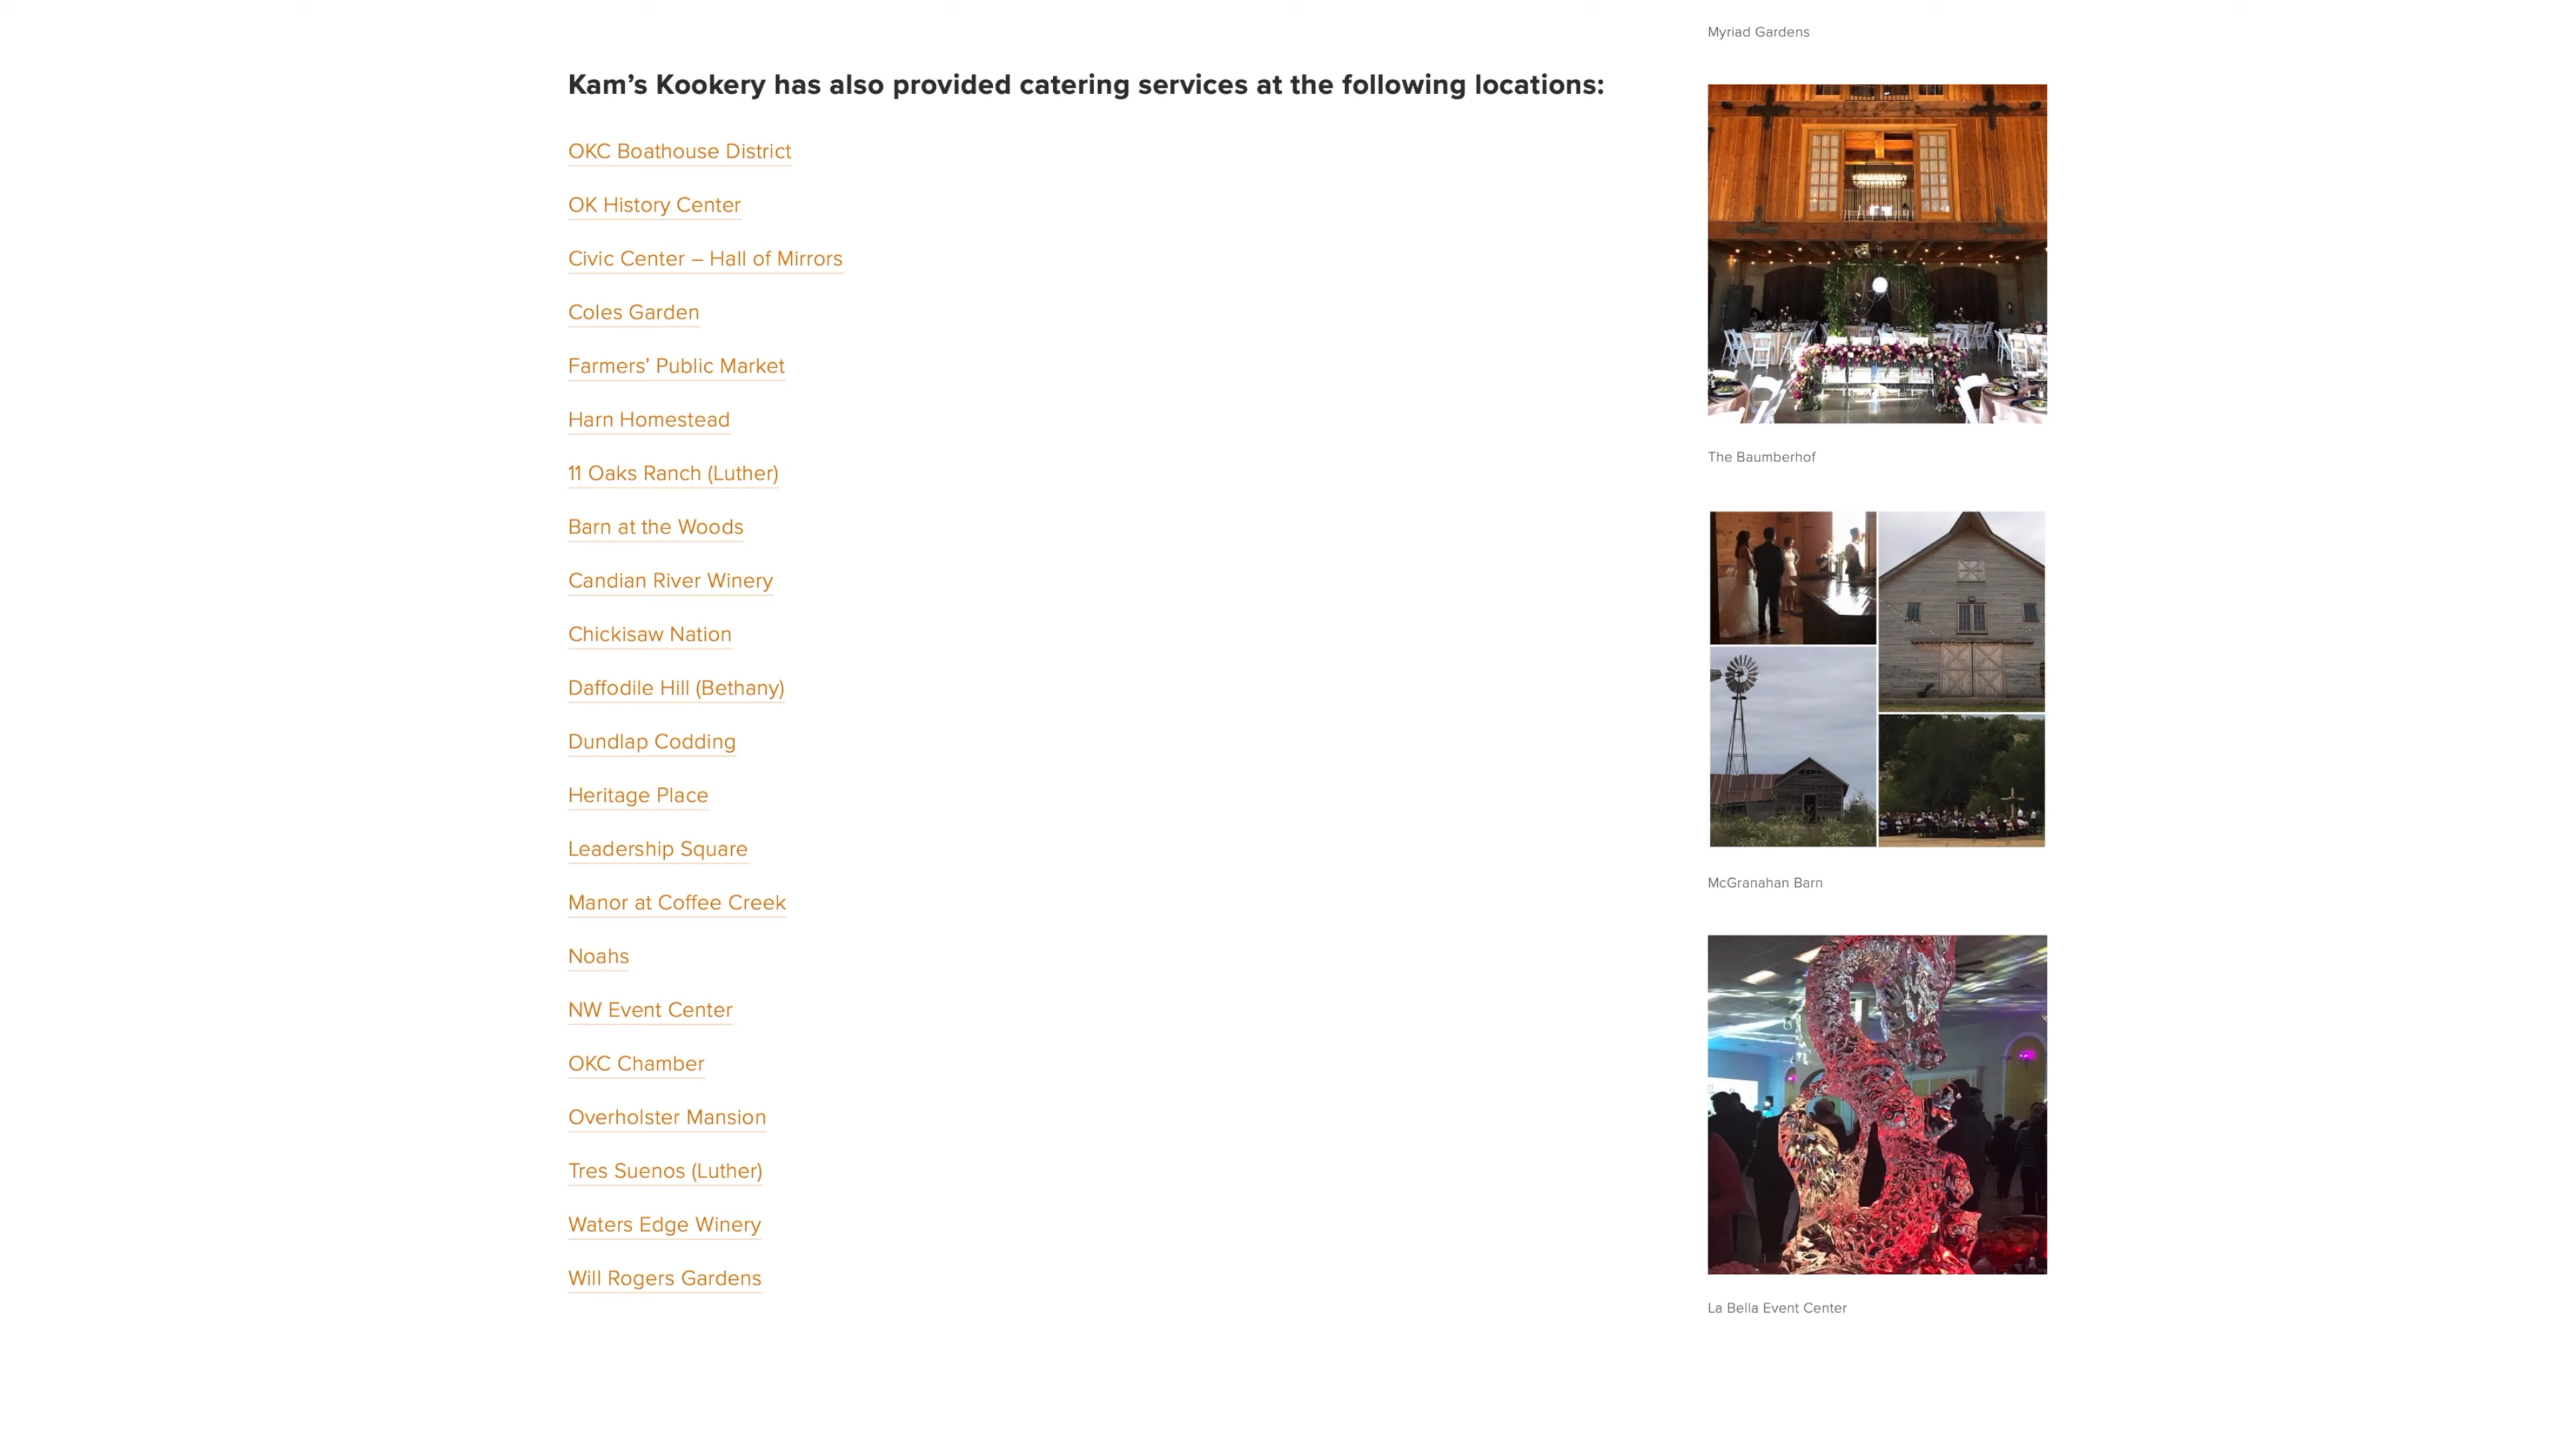 Myriad Gardens
Kam’s Kookery has also provided catering services at the following locations:
OKC Boathouse District
OK History Center
Civic Center – Hall of Mirrors
Coles Garden
Farmers’ Public Market
Harn Homestead
11 Oaks Ranch (Luther)
Barn at the Woods
Candian River Winery
Chickisaw Nation
Daffodile Hill (Bethany)
Dundlap Codding
Heritage Place
Leadership Square
Manor at Coffee Creek
Noahs
NW Event Center
OKC Chamber
Overholster Mansion
Tres Suenos (Luther)
Waters Edge Winery
Will Rogers Gardens
The Baumberhof
McGranahan Barn
La Bella Event Center